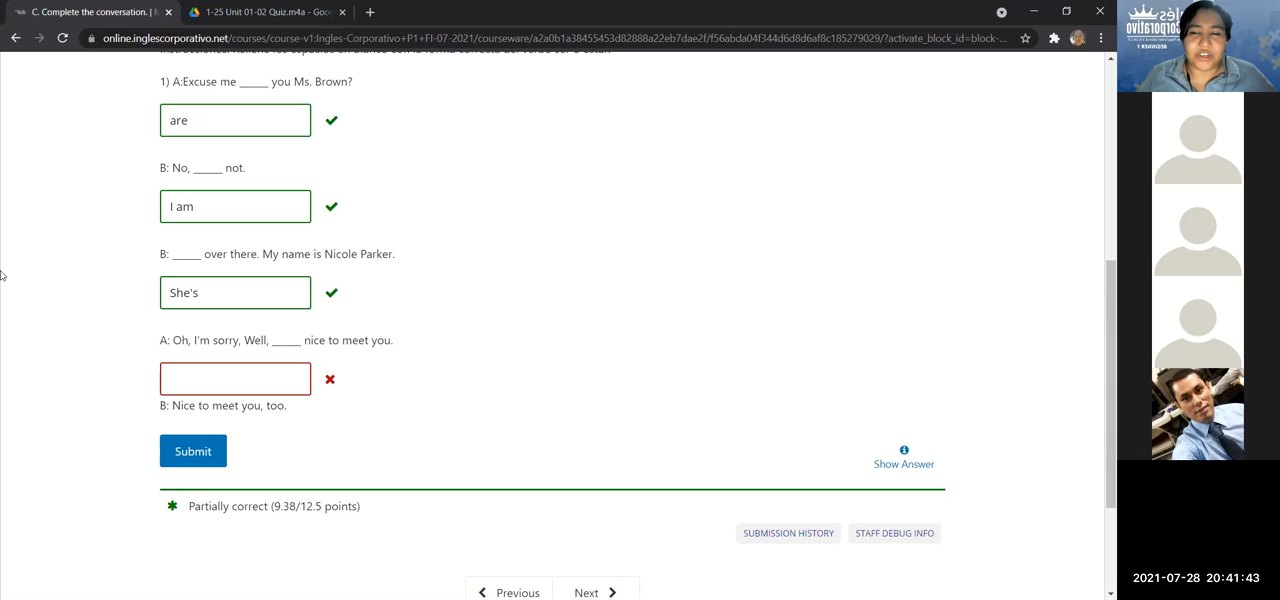 C. Complete the conversation. |
1-25 Unit 01-02 Quiz.m4a - Goo
online.inglescorporativo.net/courses/course-v1:Ingles-Corporativo+P1+FI-07-2021/courseware/a2a0b1a38455453d82888a22eb7dae2f/f56abda04f344d6d8d6af8c185279029/?activate_block_id=block-...
1) A:Excuse me _____ you Ms. Brown?
are
B: No, _____ not.
I am
B: _____ over there. My name is Nicole Parker.
She's
A: Oh, I'm sorry, Well, _____ nice to meet you.
B: Nice to meet you, too.
Submit
Show Answer
Partially correct (9.38/12.5 points)
SUBMISSION HISTORY
STAFF DEBUG INFO
Previous
Next
2021-07-28 20:41:43